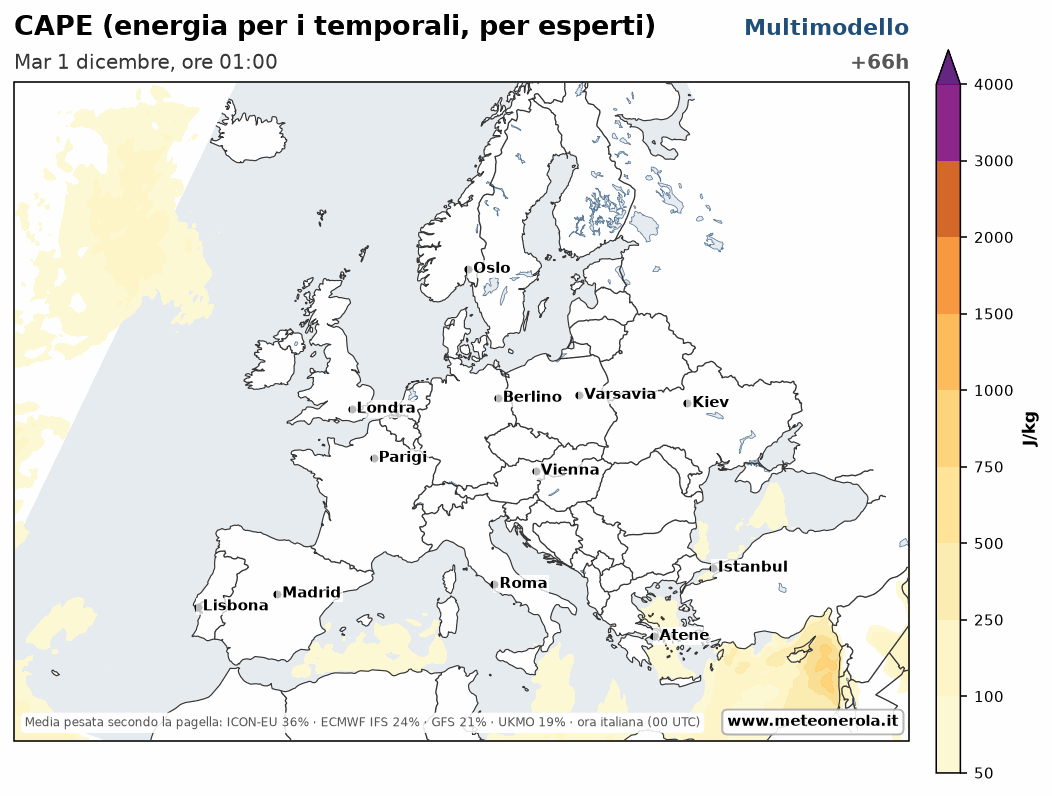 CAPE (energia per i temporali, per esperti)
Multimodello
Mar 1 dicembre, ore 01:00
+66h
4000
3000
2000
1500
1000
750
500
250
100
50
J/kg
Oslo
Londra
Berlino
Varsavia
Kiev
Parigi
Vienna
Istanbul
Roma
Madrid
Lisbona
Atene
Media pesata secondo la pagella: ICON-EU 36% · ECMWF IFS 24% · GFS 21% · UKMO 19% · ora italiana (00 UTC)
www.meteonerola.it